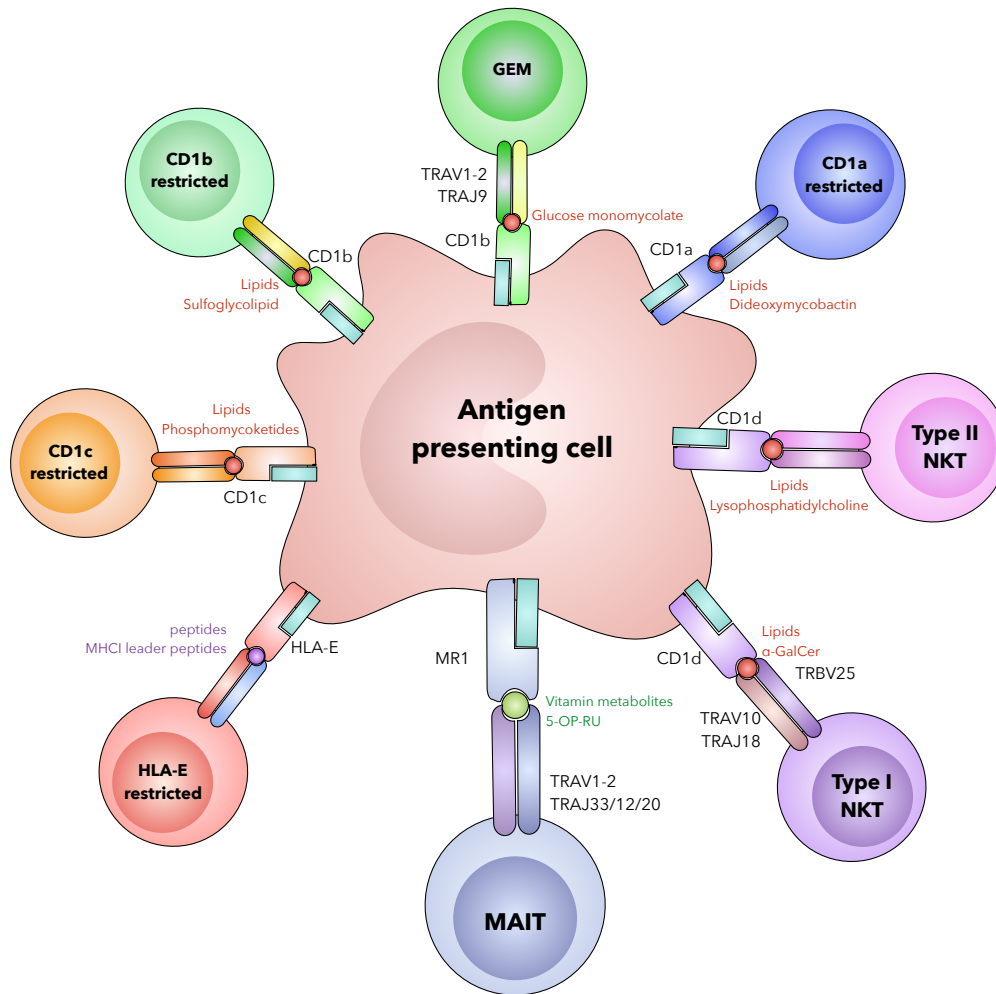 GEM
TRAV1-2
TRAJ9
Glucose monomycolate
CD1b
CD1b
restricted
CD1b
Lipids
Sulfoglycolipid
CD1a
restricted
CD1a
Lipids
Dideoxymycobactin
Antigen
presenting cell
CD1c
restricted
Lipids
Phosphomycoketides
CD1c
CD1d
Type II
NKT
Lipids
Lysophosphatidylcholine
peptides
MHCI leader peptides
HLA-E
HLA-E
restricted
MR1
Vitamin metabolites
5-OP-RU
TRAV1-2
TRAJ33/12/20
MAIT
CD1d
Lipids
α-GalCer
TRBV25
TRAV10
TRAJ18
Type I
NKT